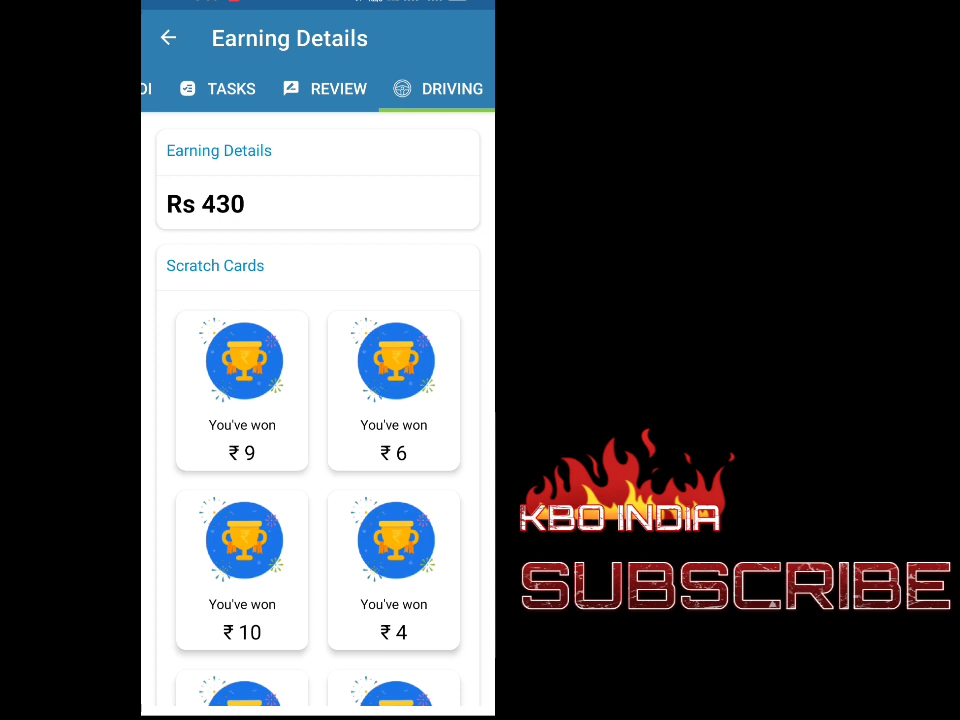 Earning Details
TASKS REVIEW DRIVING
Earning Details
Rs 430
Scratch Cards
You've won You've won
₹ 9 ₹ 6
You've won You've won
₹ 10 ₹ 4
KBO INDIA
SUBSCRIBE